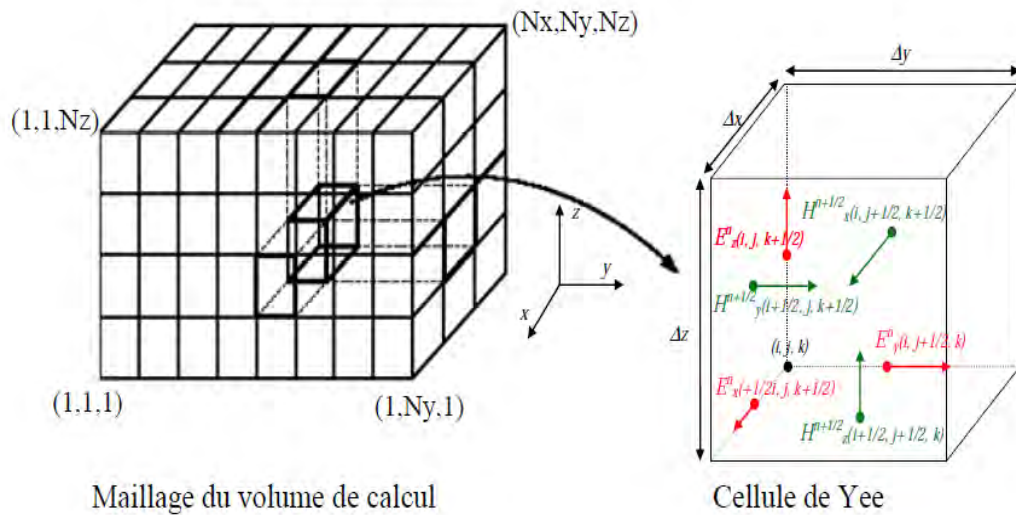 (Nx,Ny,Nz)
(1,1,Nz)
(1,1,1)
(1,Ny,1)
z
y
x
Δy
Δx
Δz
H^{n+1/2}_x(i, j+1/2, k+1/2)
E^n_z(i, j, k+1/2)
H^{n+1/2}_y(i+1/2, j, k+1/2)
(i, j, k)
E^n_y(i, j+1/2, k)
E^n_x(+1/2i, j, k+1/2)
H^{n+1/2}_z(i+1/2, j+1/2, k)
Maillage du volume de calcul
Cellule de Yee